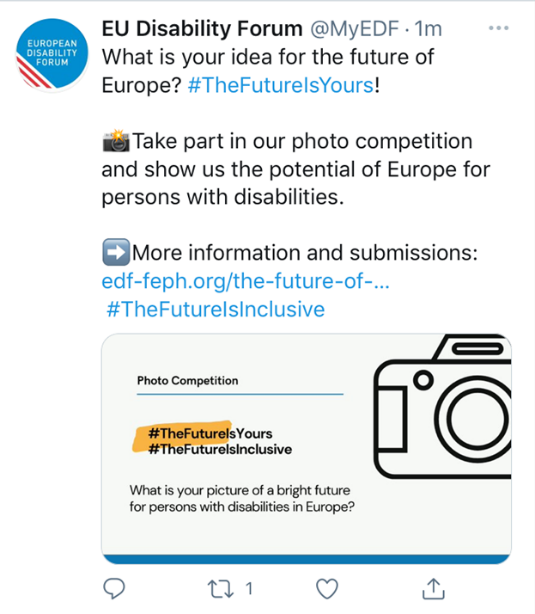 EUROPEAN
DISABILITY
FORUM
EU Disability Forum @MyEDF · 1m
What is your idea for the future of
Europe? #TheFutureIsYours!
Take part in our photo competition
and show us the potential of Europe for
persons with disabilities.
More information and submissions:
edf-feph.org/the-future-of-...
#TheFutureIsInclusive
Photo Competition
#TheFutureIsYours
#TheFutureIsInclusive
What is your picture of a bright future
for persons with disabilities in Europe?
1